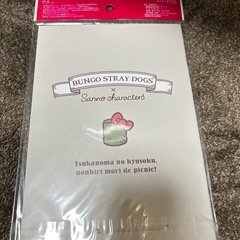 BUNGO STRAY DOGS
×
Sanrio characters
Tsukanoma no kyusoku,
nonbiri mori de picnic!